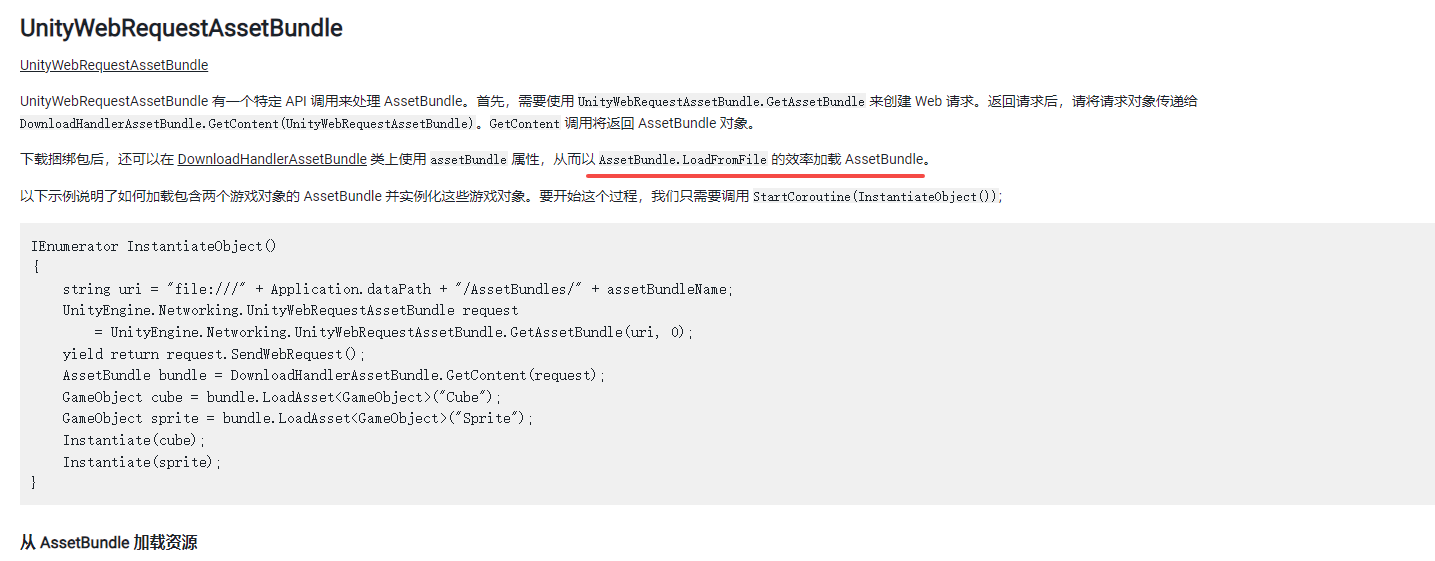 UnityWebRequestAssetBundle
UnityWebRequestAssetBundle
UnityWebRequestAssetBundle 有一个特定 API 调用来处理 AssetBundle。首先，需要使用 UnityWebRequestAssetBundle.GetAssetBundle 来创建 Web 请求。返回请求后，请将请求对象传递给
DownloadHandlerAssetBundle.GetContent(UnityWebRequestAssetBundle)。GetContent 调用将返回 AssetBundle 对象。
下载捆绑包后，还可以在 DownloadHandlerAssetBundle 类上使用 assetBundle 属性，从而以 AssetBundle.LoadFromFile 的效率加载 AssetBundle。
以下示例说明了如何加载包含两个游戏对象的 AssetBundle 并实例化这些游戏对象。要开始这个过程，我们只需要调用 StartCoroutine(InstantiateObject());
IEnumerator InstantiateObject()
{
    string uri = "file:///" + Application.dataPath + "/AssetBundles/" + assetBundleName;
    UnityEngine.Networking.UnityWebRequestAssetBundle request
        = UnityEngine.Networking.UnityWebRequestAssetBundle.GetAssetBundle(uri, 0);
    yield return request.SendWebRequest();
    AssetBundle bundle = DownloadHandlerAssetBundle.GetContent(request);
    GameObject cube = bundle.LoadAsset<GameObject>("Cube");
    GameObject sprite = bundle.LoadAsset<GameObject>("Sprite");
    Instantiate(cube);
    Instantiate(sprite);
}
从 AssetBundle 加载资源